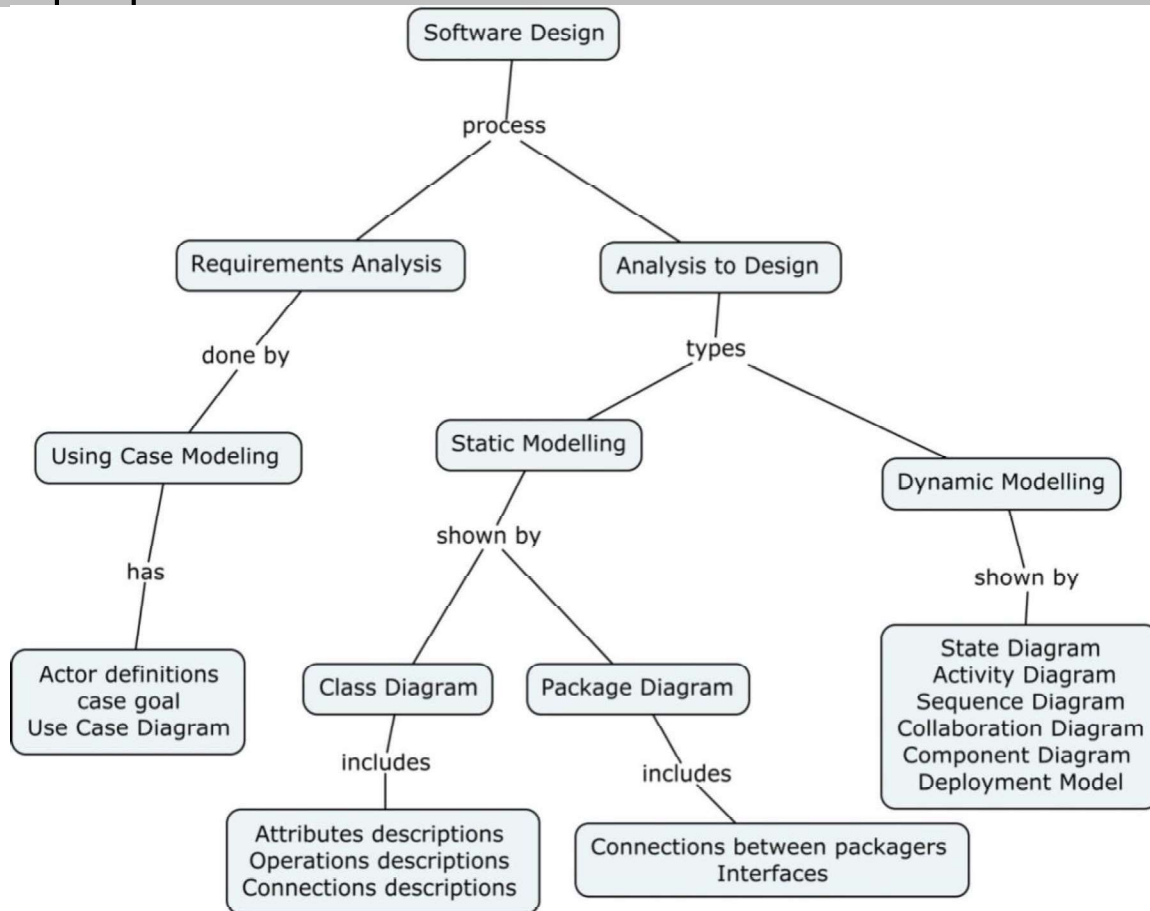 Software Design
process
Requirements Analysis
Analysis to Design
done by
types
Using Case Modeling
Static Modelling
Dynamic Modelling
has
shown by
shown by
Actor definitions
case goal
Use Case Diagram
Class Diagram
Package Diagram
State Diagram
Activity Diagram
Sequence Diagram
Collaboration Diagram
Component Diagram
Deployment Model
includes
includes
Attributes descriptions
Operations descriptions
Connections descriptions
Connections between packagers
Interfaces